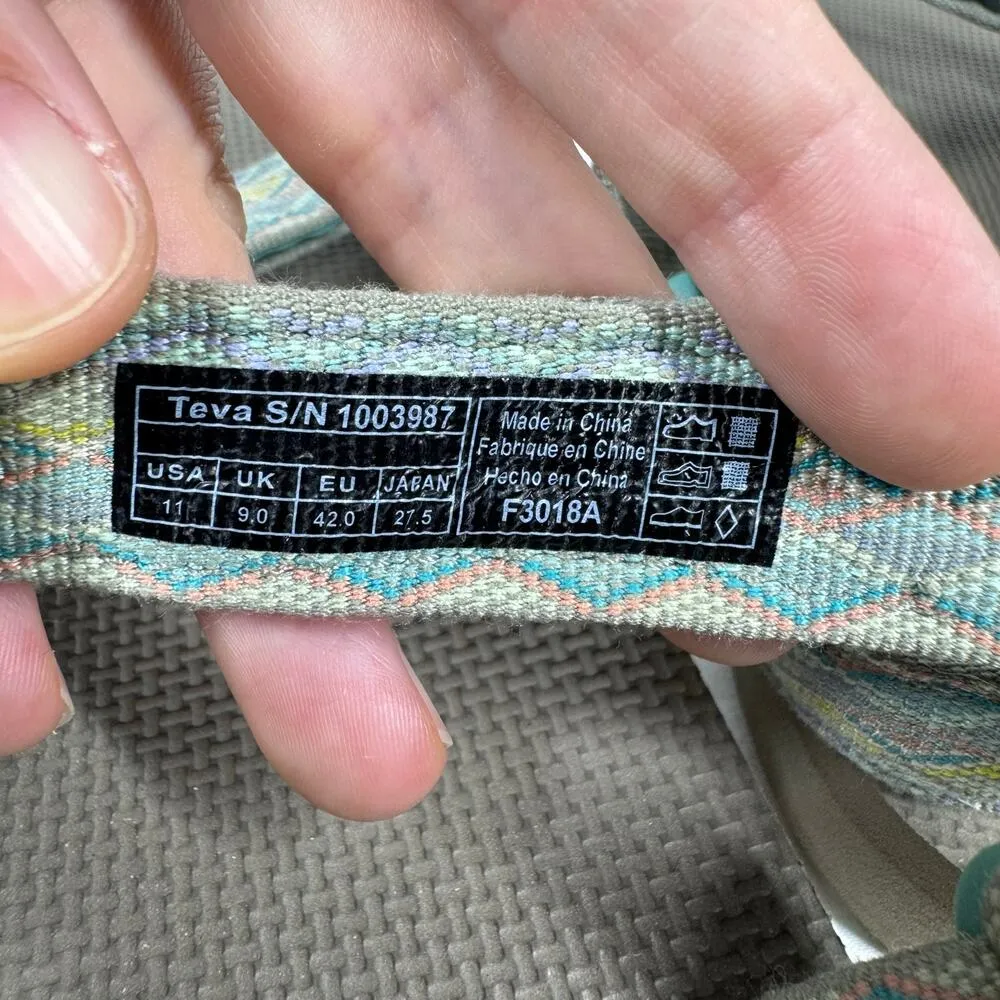 Teva S/N 1003987
USA UK EU JAPAN
11 9.0 42.0 27.5
Made in China
Fabrique en Chine
Hecho en China
F3018A